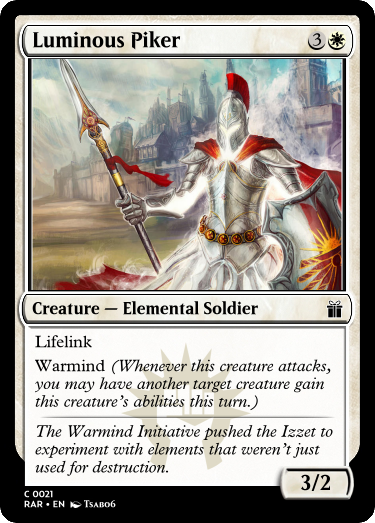 Luminous Piker 3
Creature — Elemental Soldier
Lifelink
Warmind (Whenever this creature attacks,
you may have another target creature gain
this creature's abilities this turn.)
The Warmind Initiative pushed the Izzet to
experiment with elements that weren't just
used for destruction.
3/2
C 0021
RAR • EN Tsabo6